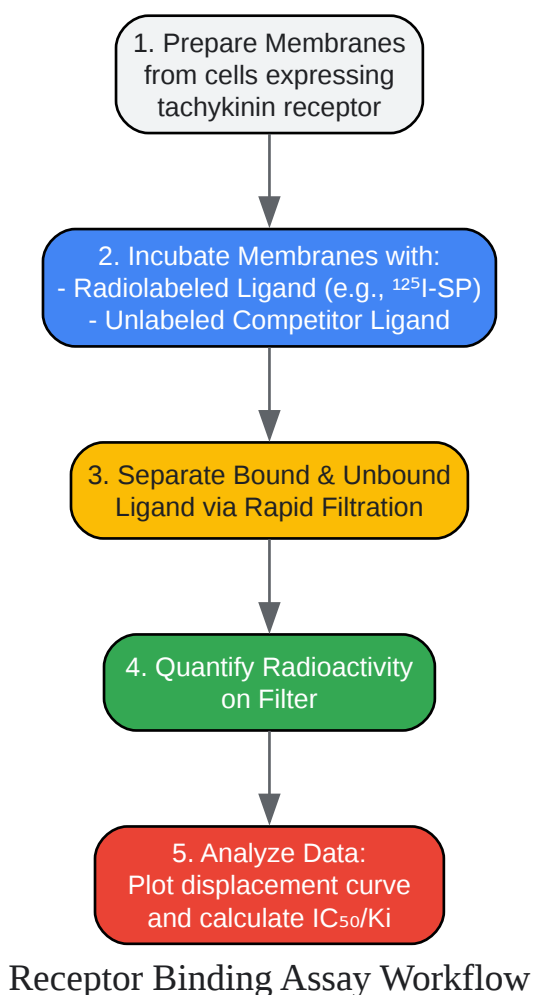 1. Prepare Membranes
from cells expressing
tachykinin receptor
2. Incubate Membranes with:
- Radiolabeled Ligand (e.g., ¹²⁵I-SP)
- Unlabeled Competitor Ligand
3. Separate Bound & Unbound
Ligand via Rapid Filtration
4. Quantify Radioactivity
on Filter
5. Analyze Data:
Plot displacement curve
and calculate IC₅₀/Ki
Receptor Binding Assay Workflow